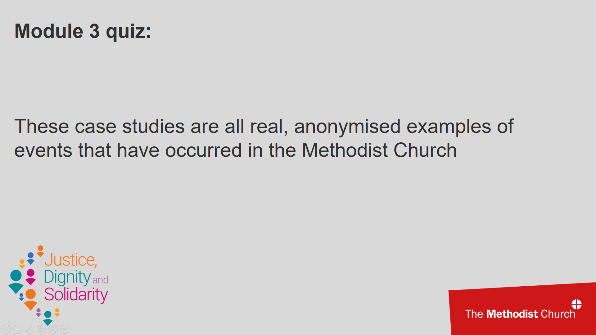 Module 3 quiz:
These case studies are all real, anonymised examples of
events that have occurred in the Methodist Church
Justice,
Dignity and
Solidarity
The Methodist Church